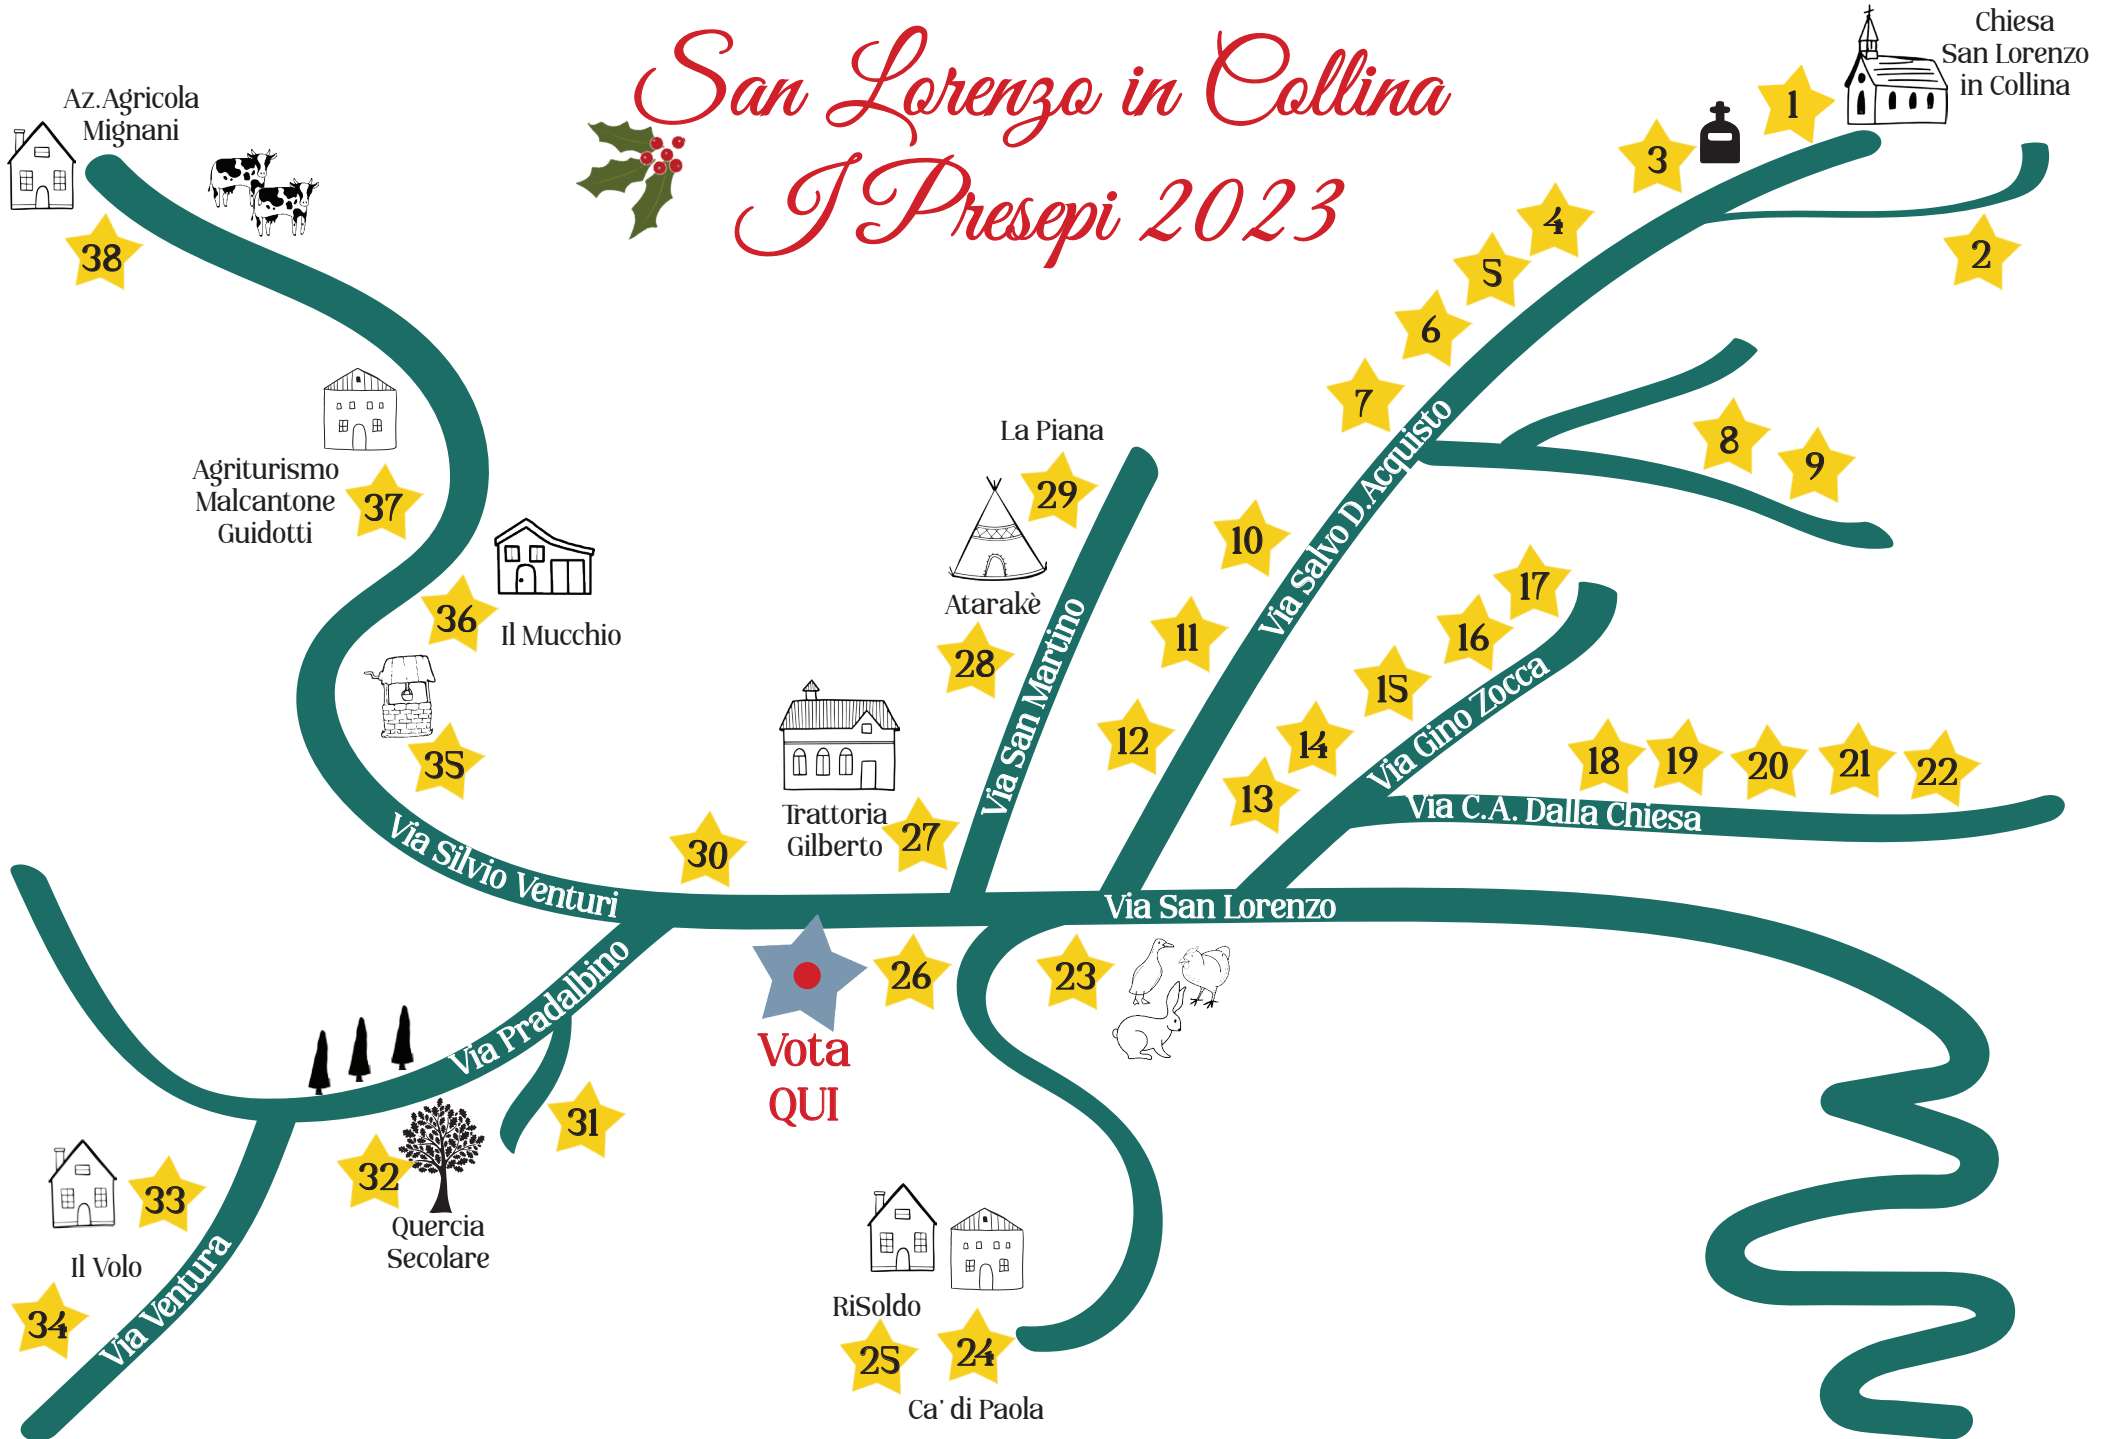 San Lorenzo in Collina
I Presepi 2023
Chiesa
San Lorenzo
in Collina
Az.Agricola
Mignani
1
2
3
4
5
6
7
8
9
10
11
12
13
14
15
16
17
18
19
20
21
22
Via Salvo D.Acquisto
Via Gino Zocca
Via C.A. Dalla Chiesa
La Piana
29
Atarakè
28
Via San Martino
38
Agriturismo
Malcantone
Guidotti
37
36
Il Mucchio
35
Trattoria
Gilberto
27
30
Via Silvio Venturi
Via San Lorenzo
Via Pradalbino
26
23
Vota
QUI
31
32
Quercia
Secolare
33
Il Volo
34
Via Ventura
RiSoldo
25
24
Ca' di Paola